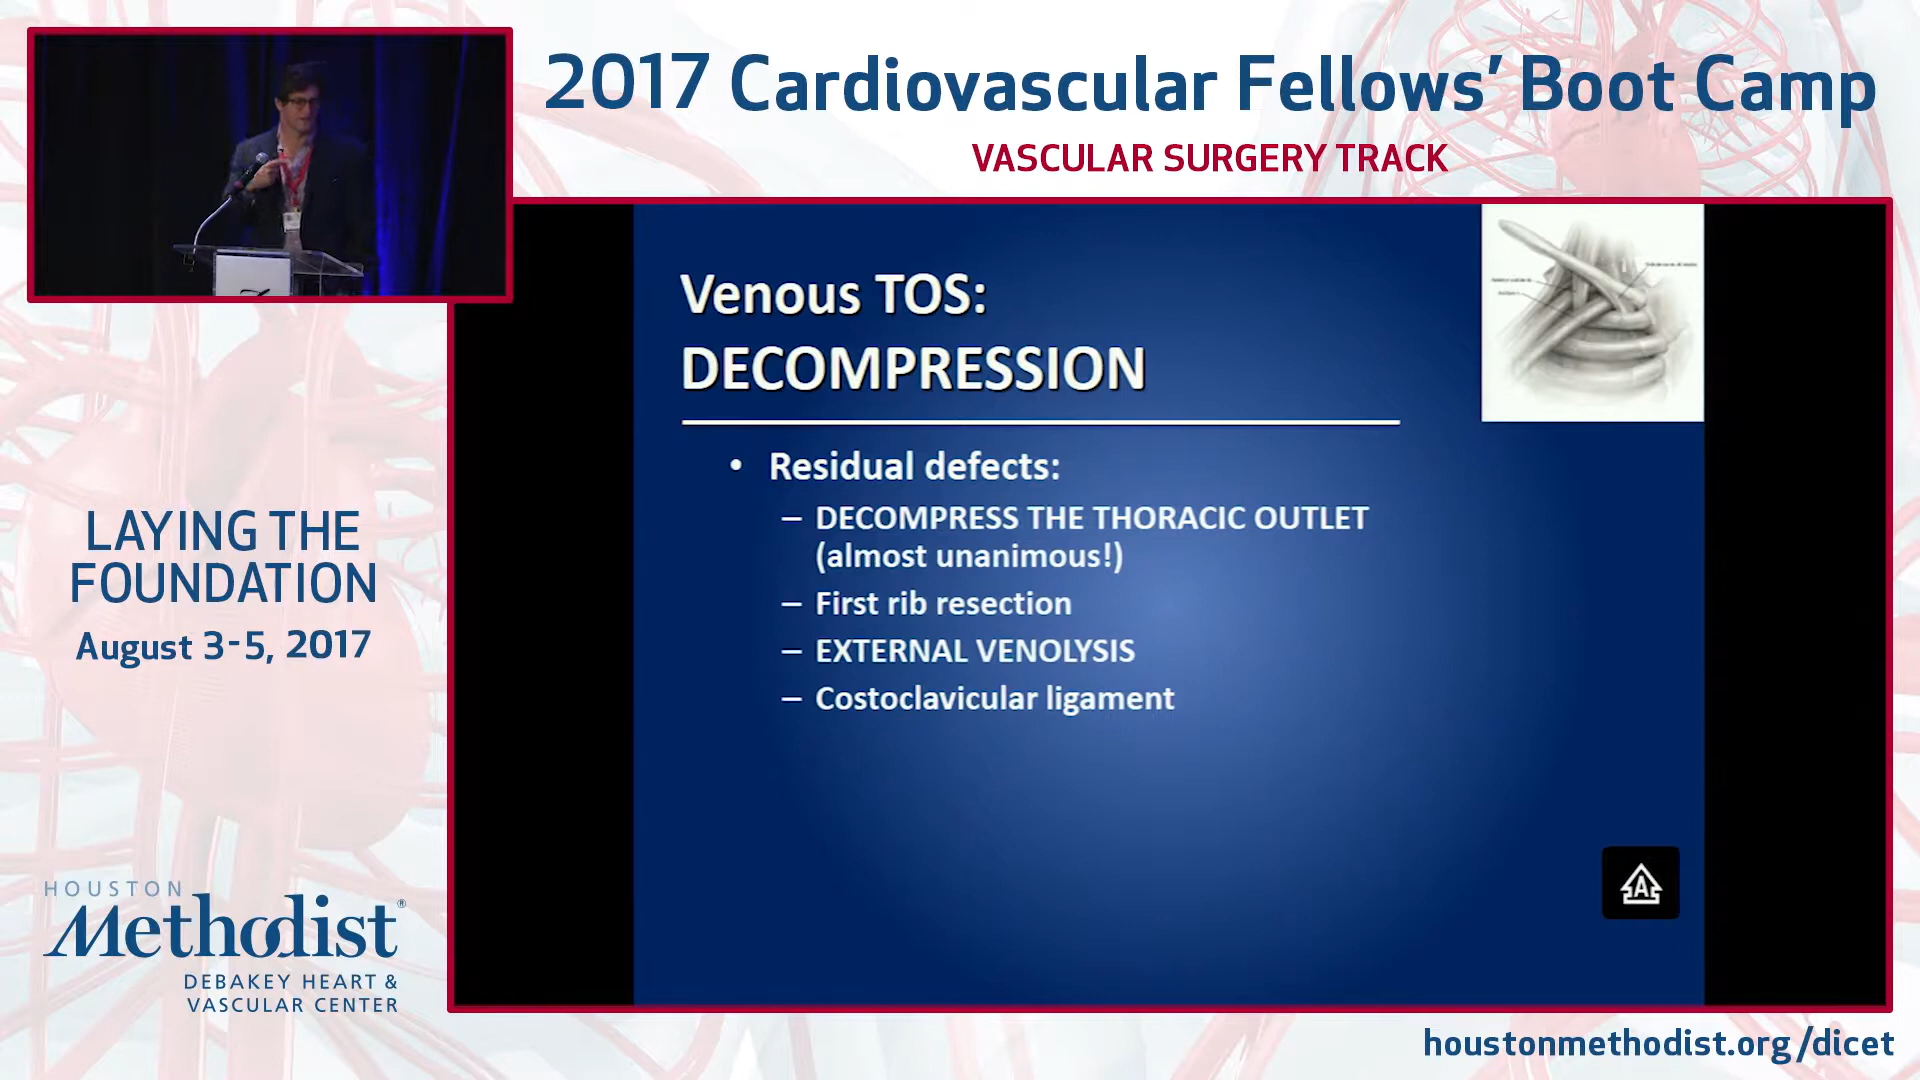 2017 Cardiovascular Fellows' Boot Camp
VASCULAR SURGERY TRACK
Venous TOS:
DECOMPRESSION
• Residual defects:
– DECOMPRESS THE THORACIC OUTLET
(almost unanimous!)
– First rib resection
– EXTERNAL VENOLYSIS
– Costoclavicular ligament
A
LAYING THE
FOUNDATION
August 3-5, 2017
HOUSTON
Methodist®
DEBAKEY HEART &
VASCULAR CENTER
houstonmethodist.org/dicet